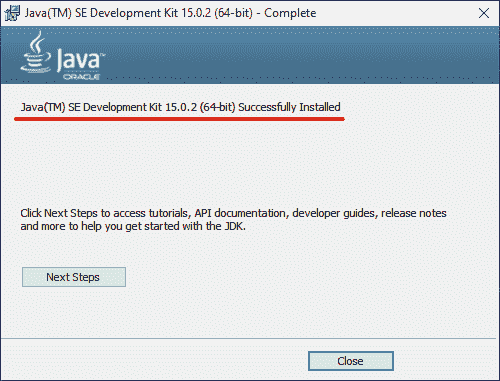 Java(TM) SE Development Kit 15.0.2 (64-bit) - Complete
Java™
ORACLE
Java(TM) SE Development Kit 15.0.2 (64-bit) Successfully Installed
Click Next Steps to access tutorials, API documentation, developer guides, release notes
and more to help you get started with the JDK.
Next Steps
Close